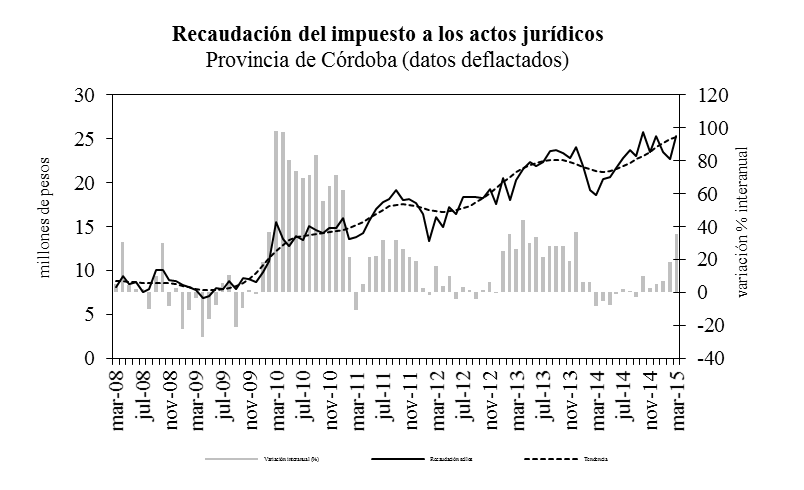 Recaudación del impuesto a los actos jurídicos
Provincia de Córdoba (datos deflactados)
millones de pesos
30
25
20
15
10
5
0
120
100
80
60
40
20
0
-20
-40
variación % interanual
mar-08
jul-08
nov-08
mar-09
jul-09
nov-09
mar-10
jul-10
nov-10
mar-11
jul-11
nov-11
mar-12
jul-12
nov-12
mar-13
jul-13
nov-13
mar-14
jul-14
nov-14
mar-15
Variación interanual (%)
Recaudación sellos
Tendencia